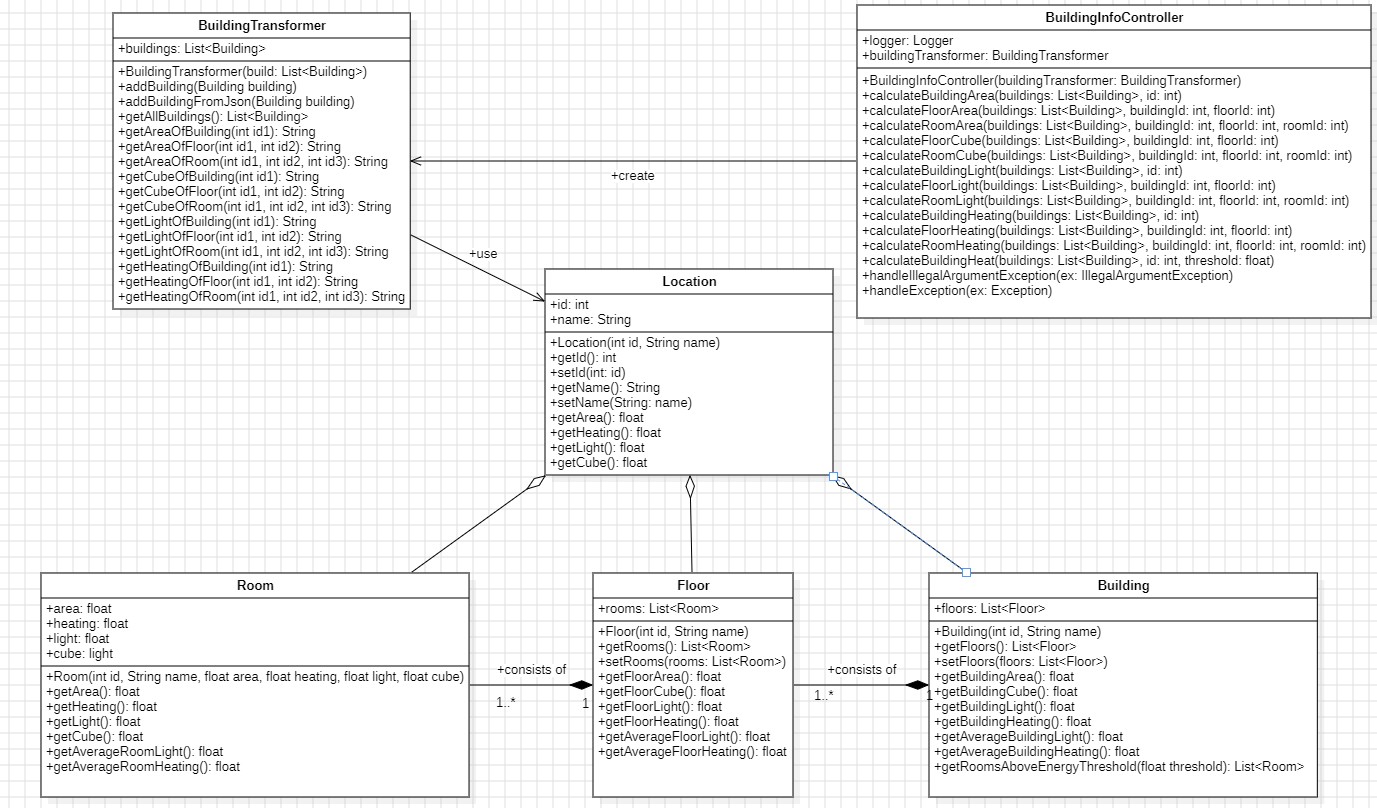 BuildingTransformer
+buildings: List<Building>
+BuildingTransformer(build: List<Building>)
+addBuilding(Building building)
+addBuildingFromJson(Building building)
+getAllBuildings(): List<Building>
+getAreaOfBuilding(int id1): String
+getAreaOfFloor(int id1, int id2): String
+getAreaOfRoom(int id1, int id2, int id3): String
+getCubeOfBuilding(int id1): String
+getCubeOfFloor(int id1, int id2): String
+getCubeOfRoom(int id1, int id2, int id3): String
+getLightOfBuilding(int id1): String
+getLightOfFloor(int id1, int id2): String
+getLightOfRoom(int id1, int id2, int id3): String
+getHeatingOfBuilding(int id1): String
+getHeatingOfFloor(int id1, int id2): String
+getHeatingOfRoom(int id1, int id2, int id3): String
BuildingInfoController
+logger: Logger
+buildingTransformer: BuildingTransformer
+BuildingInfoController(buildingTransformer: BuildingTransformer)
+calculateBuildingArea(buildings: List<Building>, id: int)
+calculateFloorArea(buildings: List<Building>, buildingId: int, floorId: int)
+calculateRoomArea(buildings: List<Building>, buildingId: int, floorId: int, roomId: int)
+calculateFloorCube(buildings: List<Building>, buildingId: int, floorId: int)
+calculateRoomCube(buildings: List<Building>, buildingId: int, floorId: int, roomId: int)
+calculateBuildingLight(buildings: List<Building>, id: int)
+calculateFloorLight(buildings: List<Building>, buildingId: int, floorId: int)
+calculateRoomLight(buildings: List<Building>, buildingId: int, floorId: int, roomId: int)
+calculateBuildingHeating(buildings: List<Building>, id: int)
+calculateFloorHeating(buildings: List<Building>, buildingId: int, floorId: int)
+calculateRoomHeating(buildings: List<Building>, buildingId: int, floorId: int, roomId: int)
+calculateBuildingHeat(buildings: List<Building>, id: int, threshold: float)
+handleIllegalArgumentException(ex: IllegalArgumentException)
+handleException(ex: Exception)
+create
+use
Location
+id: int
+name: String
+Location(int id, String name)
+getId(): int
+setId(int: id)
+getName(): String
+setName(String: name)
+getArea(): float
+getHeating(): float
+getLight(): float
+getCube(): float
Room
+area: float
+heating: float
+light: float
+cube: light
+Room(int id, String name, float area, float heating, float light, float cube)
+getArea(): float
+getHeating(): float
+getLight(): float
+getCube(): float
+getAverageRoomLight(): float
+getAverageRoomHeating(): float
+consists of
1..*
1
Floor
+rooms: List<Room>
+Floor(int id, String name)
+getRooms(): List<Room>
+setRooms(rooms: List<Room>)
+getFloorArea(): float
+getFloorCube(): float
+getFloorLight(): float
+getFloorHeating(): float
+getAverageFloorLight(): float
+getAverageFloorHeating(): float
+consists of
1..*
1
Building
+floors: List<Floor>
+Building(int id, String name)
+getFloors(): List<Floor>
+setFloors(floors: List<Floor>)
+getBuildingArea(): float
+getBuildingCube(): float
+getBuildingLight(): float
+getBuildingHeating(): float
+getAverageBuildingLight(): float
+getAverageBuildingHeating(): float
+getRoomsAboveEnergyThreshold(float threshold): List<Room>